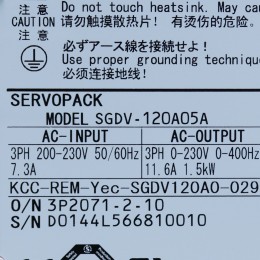 注意 Do not touch heatsink. May cau
CAUTION 请勿触摸散热片! 有烫伤的危险。
注意
必ずアース線を接続せよ!
Use proper grounding technique
必须连接地线!
SERVOPACK
MODEL SGDV-120A05A
AC-INPUT AC-OUTPUT
3PH 200-230V 50/60Hz 3PH 0-230V 0-400Hz
7.3A 11.6A 1.5kW
KCC-REM-Yec-SGDV120A0-029
O/N 3P2071-2-10
S/N D0144L566810010